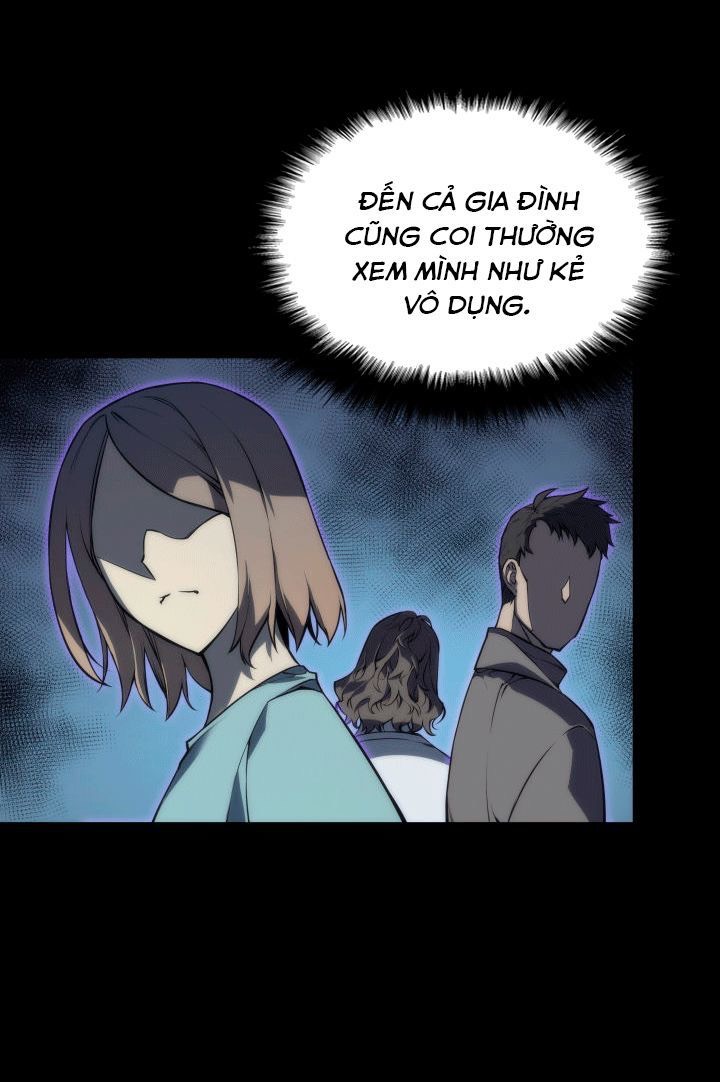 ĐẾN CẢ GIA ĐÌNH
CŨNG COI THƯỜNG
XEM MÌNH NHƯ KẺ
VÔ DỤNG.